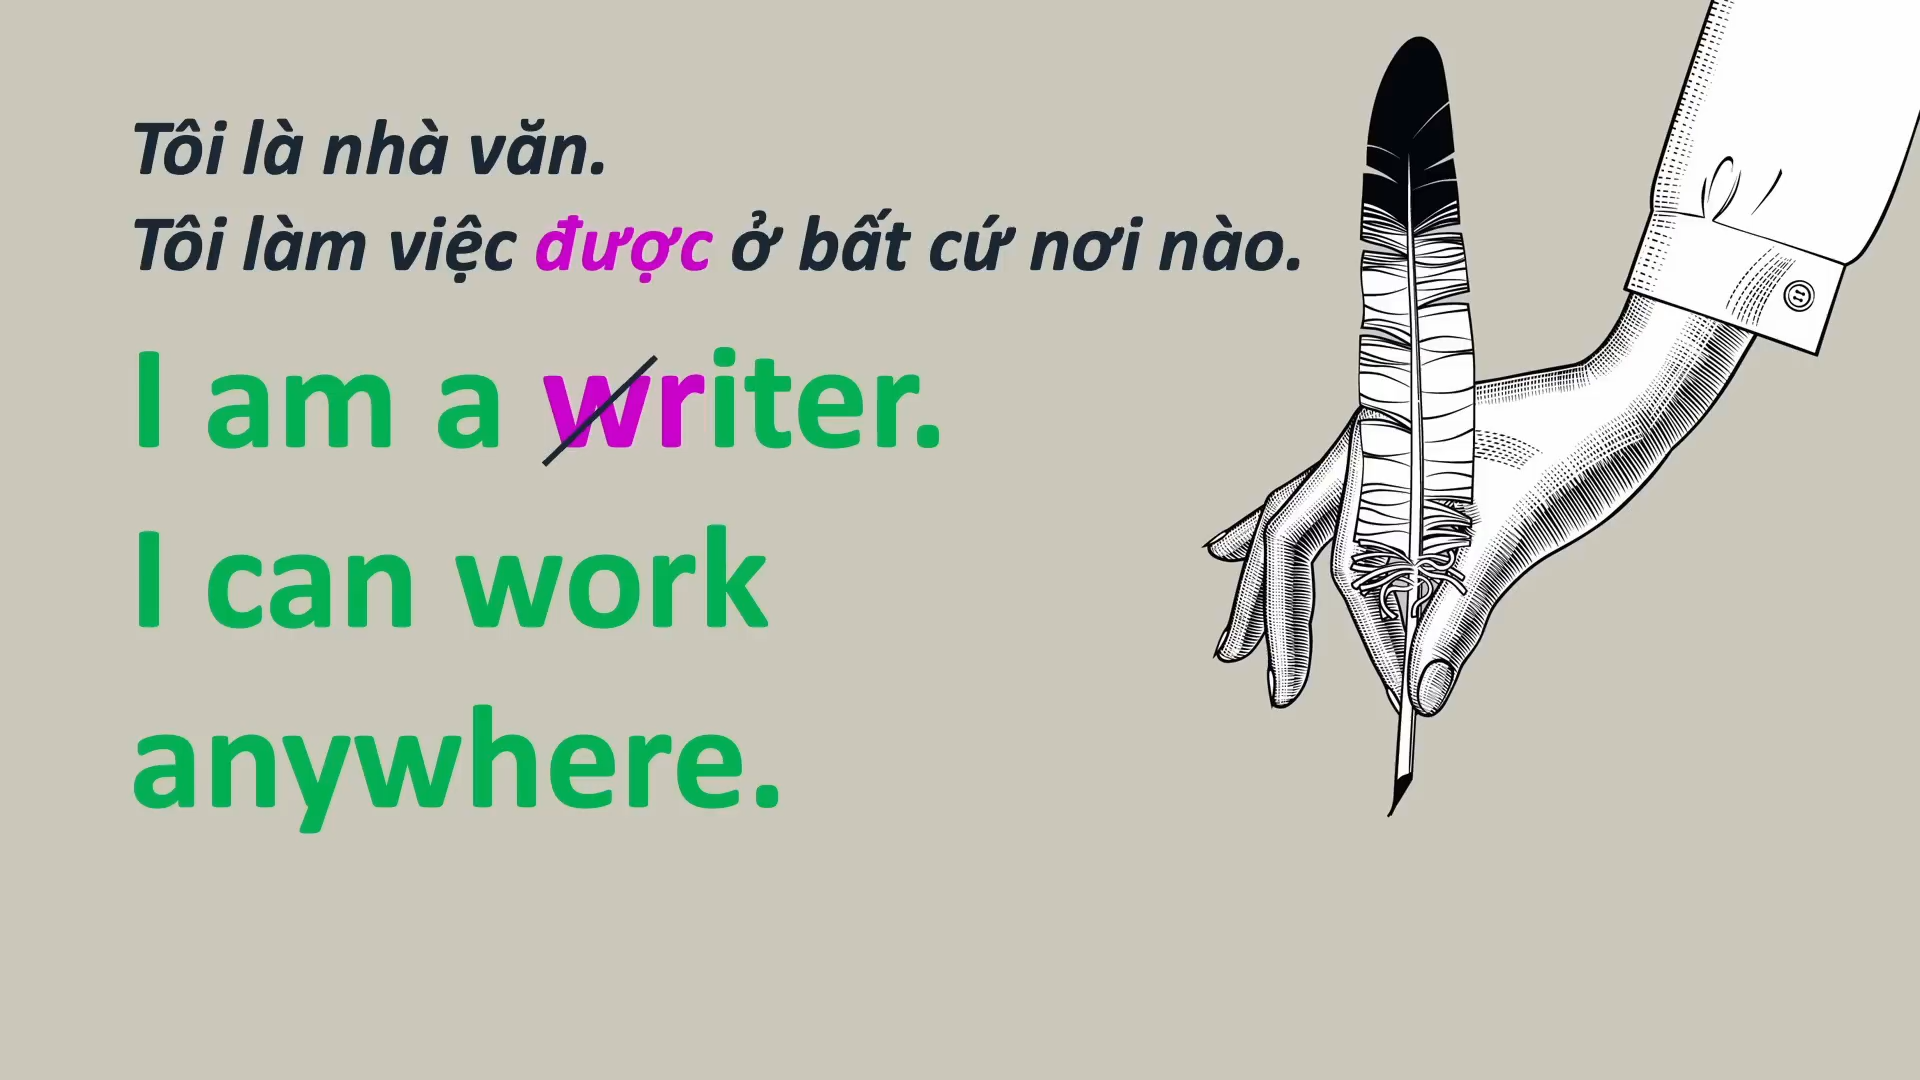 Tôi là nhà văn.
Tôi làm việc được ở bất cứ nơi nào.
I am a writer.
I can work
anywhere.